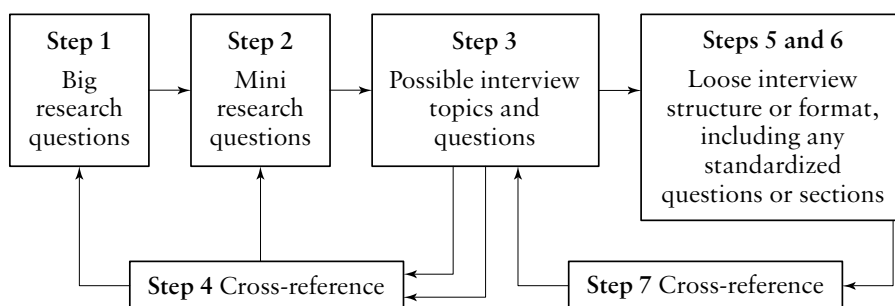 Step 1
Big
research
questions
Step 2
Mini
research
questions
Step 3
Possible interview
topics and
questions
Steps 5 and 6
Loose interview
structure or format,
including any
standardized
questions or sections
Step 4 Cross-reference
Step 7 Cross-reference